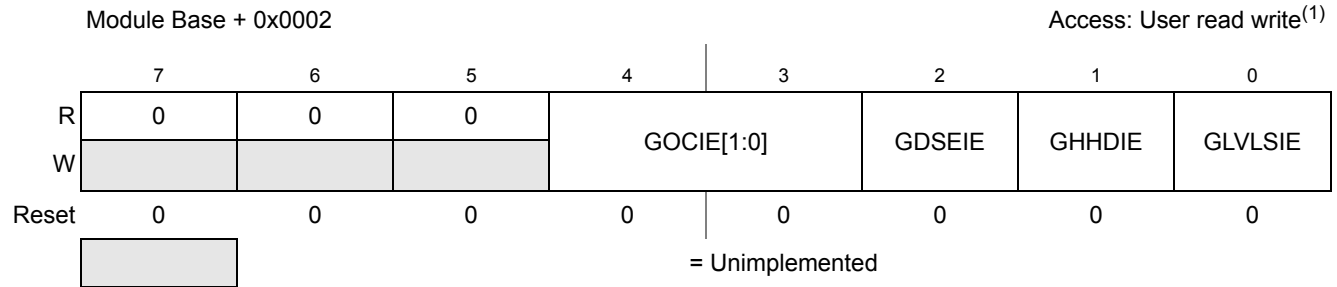 Module Base + 0x0002 Access: User read write(1)
7 6 5 4 3 2 1 0
R 0 0 0 GOCIE[1:0] GDSEIE GHHDIE GLVLSIE
W
Reset 0 0 0 0 0 0 0 0
= Unimplemented